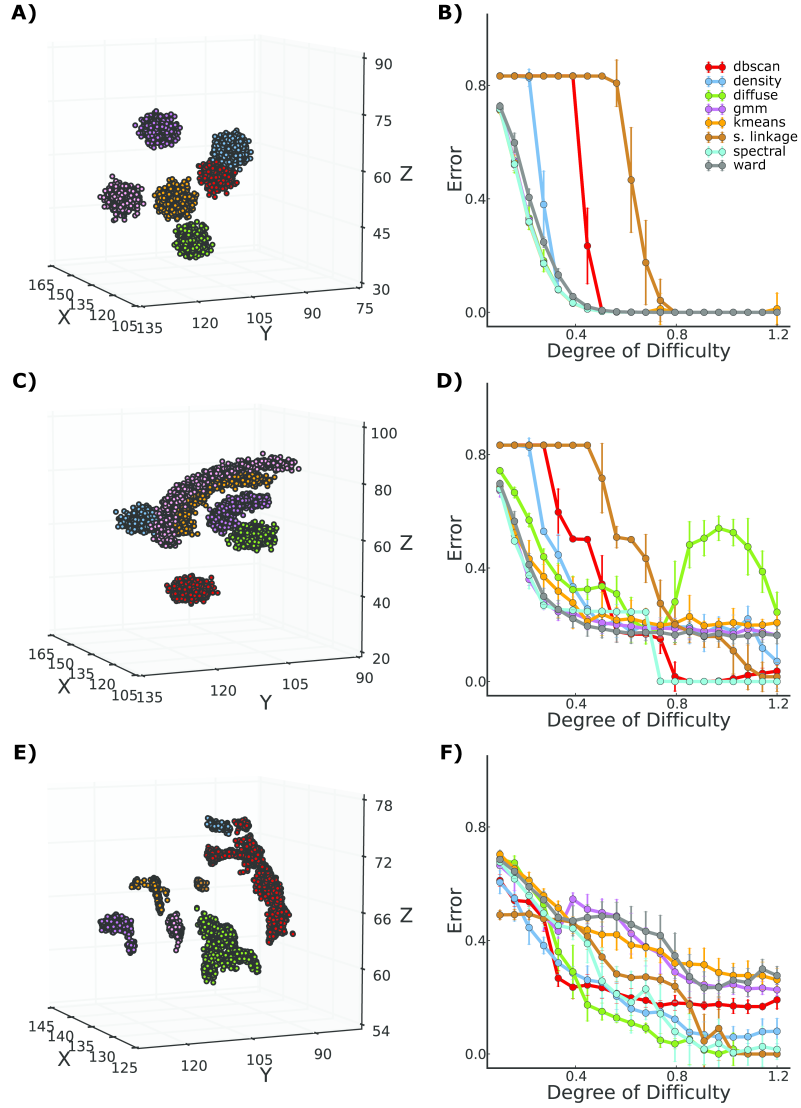 A)
90
75
60
45
30
Z
165
150
135
120
105
X
135
120
105
90
75
Y
B)
0.8
0.4
0.0
Error
0.4
0.8
1.2
Degree of Difficulty
dbscan
density
diffuse
gmm
kmeans
s. linkage
spectral
ward
C)
100
80
60
40
20
Z
165
150
135
120
105
X
135
120
105
90
Y
D)
0.8
0.4
0.0
Error
0.4
0.8
1.2
Degree of Difficulty
E)
78
72
66
60
54
Z
145
140
135
130
125
X
120
105
90
Y
F)
0.8
0.4
0.0
Error
0.4
0.8
1.2
Degree of Difficulty